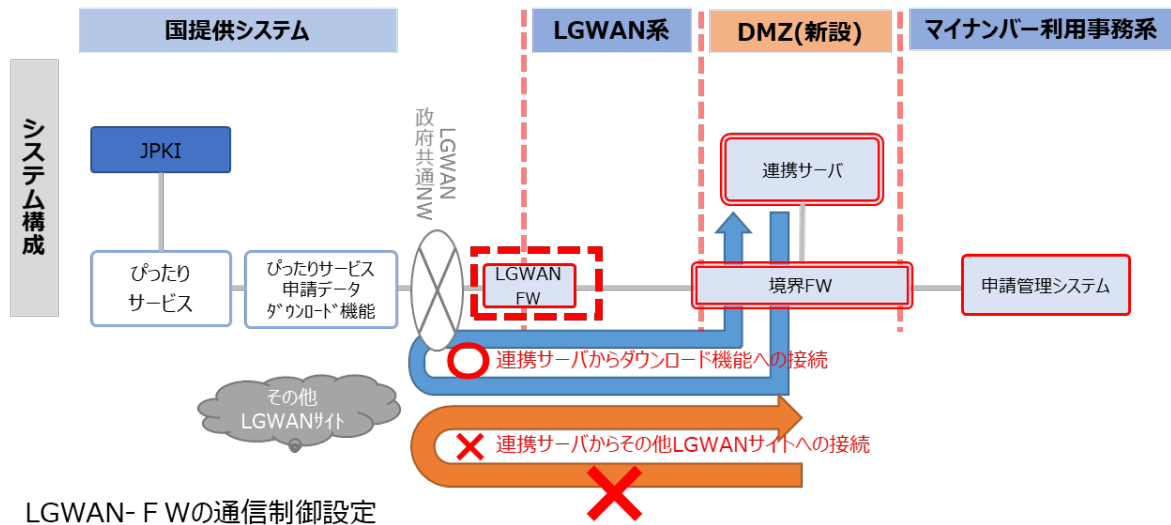 国提供システム
LGWAN系
DMZ(新設)
マイナンバー利用事務系
システム構成
JPKI
LGWAN
政府共通NW
連携サーバ
ぴったり
サービス
ぴったりサービス
申請データ
ダウンロード機能
LGWAN
FW
境界FW
申請管理システム
連携サーバからダウンロード機能への接続
その他
LGWANサイト
連携サーバからその他LGWANサイトへの接続
LGWAN-ＦWの通信制御設定